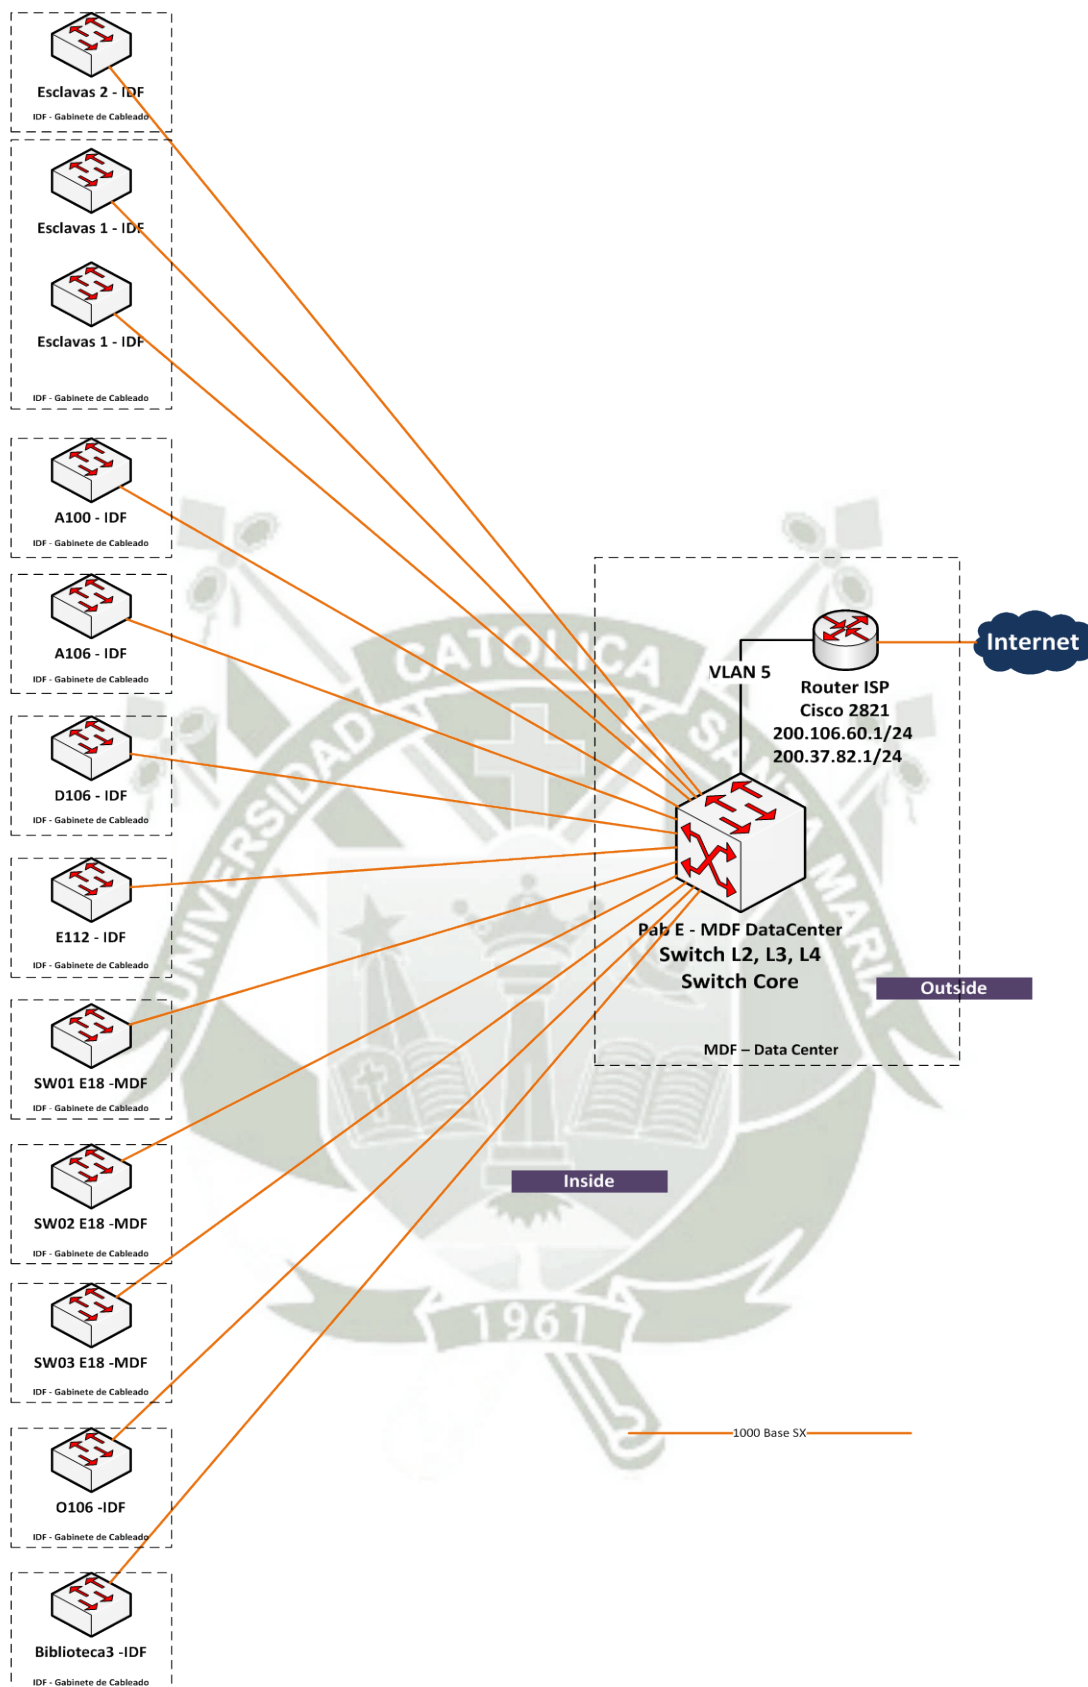 Esclavas 2 - IDF
IDF - Gabinete de Cableado
Esclavas 1 - IDF
Esclavas 1 - IDF
IDF - Gabinete de Cableado
A100 - IDF
IDF - Gabinete de Cableado
A106 - IDF
IDF - Gabinete de Cableado
D106 - IDF
IDF - Gabinete de Cableado
E112 - IDF
IDF - Gabinete de Cableado
SW01 E18 -MDF
IDF - Gabinete de Cableado
SW02 E18 -MDF
IDF - Gabinete de Cableado
SW03 E18 -MDF
IDF - Gabinete de Cableado
O106 -IDF
IDF - Gabinete de Cableado
Biblioteca3 -IDF
IDF - Gabinete de Cableado
Internet
VLAN 5
Router ISP
Cisco 2821
200.106.60.1/24
200.37.82.1/24
Pab E - MDF DataCenter
Switch L2, L3, L4
Switch Core
Outside
MDF – Data Center
Inside
1000 Base SX
UNIVERSIDAD CATOLICA SANTA MARIA
1961